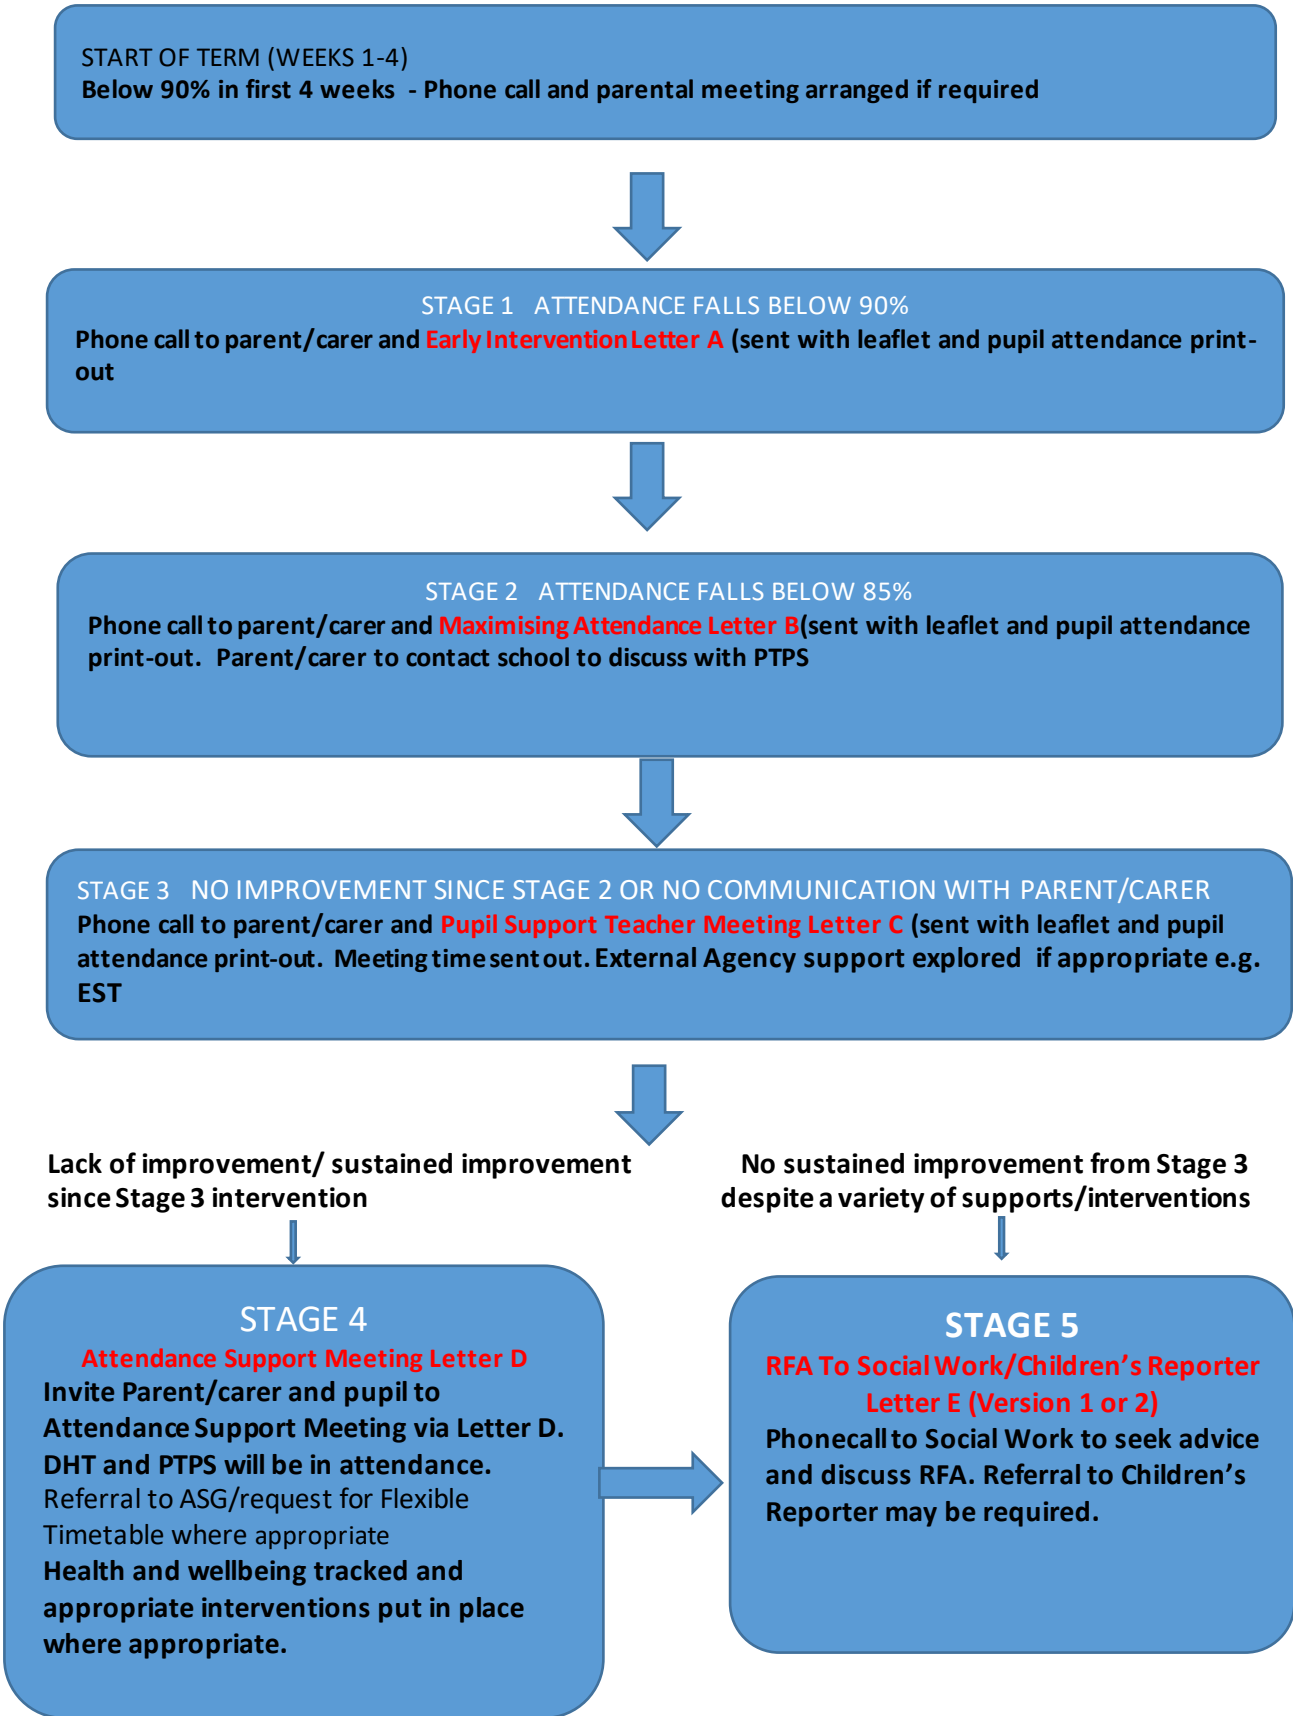 START OF TERM (WEEKS 1-4)
Below 90% in first 4 weeks - Phone call and parental meeting arranged if required
STAGE 1 ATTENDANCE FALLS BELOW 90%
Phone call to parent/carer and Early Intervention Letter A (sent with leaflet and pupil attendance print-
out
STAGE 2 ATTENDANCE FALLS BELOW 85%
Phone call to parent/carer and Maximising Attendance Letter B(sent with leaflet and pupil attendance
print-out. Parent/carer to contact school to discuss with PTPS
STAGE 3 NO IMPROVEMENT SINCE STAGE 2 OR NO COMMUNICATION WITH PARENT/CARER
Phone call to parent/carer and Pupil Support Teacher Meeting Letter C (sent with leaflet and pupil
attendance print-out. Meeting time sent out. External Agency support explored if appropriate e.g.
EST
Lack of improvement/ sustained improvement
since Stage 3 intervention
No sustained improvement from Stage 3
despite a variety of supports/interventions
STAGE 4
Attendance Support Meeting Letter D
Invite Parent/carer and pupil to
Attendance Support Meeting via Letter D.
DHT and PTPS will be in attendance.
Referral to ASG/request for Flexible
Timetable where appropriate
Health and wellbeing tracked and
appropriate interventions put in place
where appropriate.
STAGE 5
RFA To Social Work/Children's Reporter
Letter E (Version 1 or 2)
Phonecall to Social Work to seek advice
and discuss RFA. Referral to Children's
Reporter may be required.